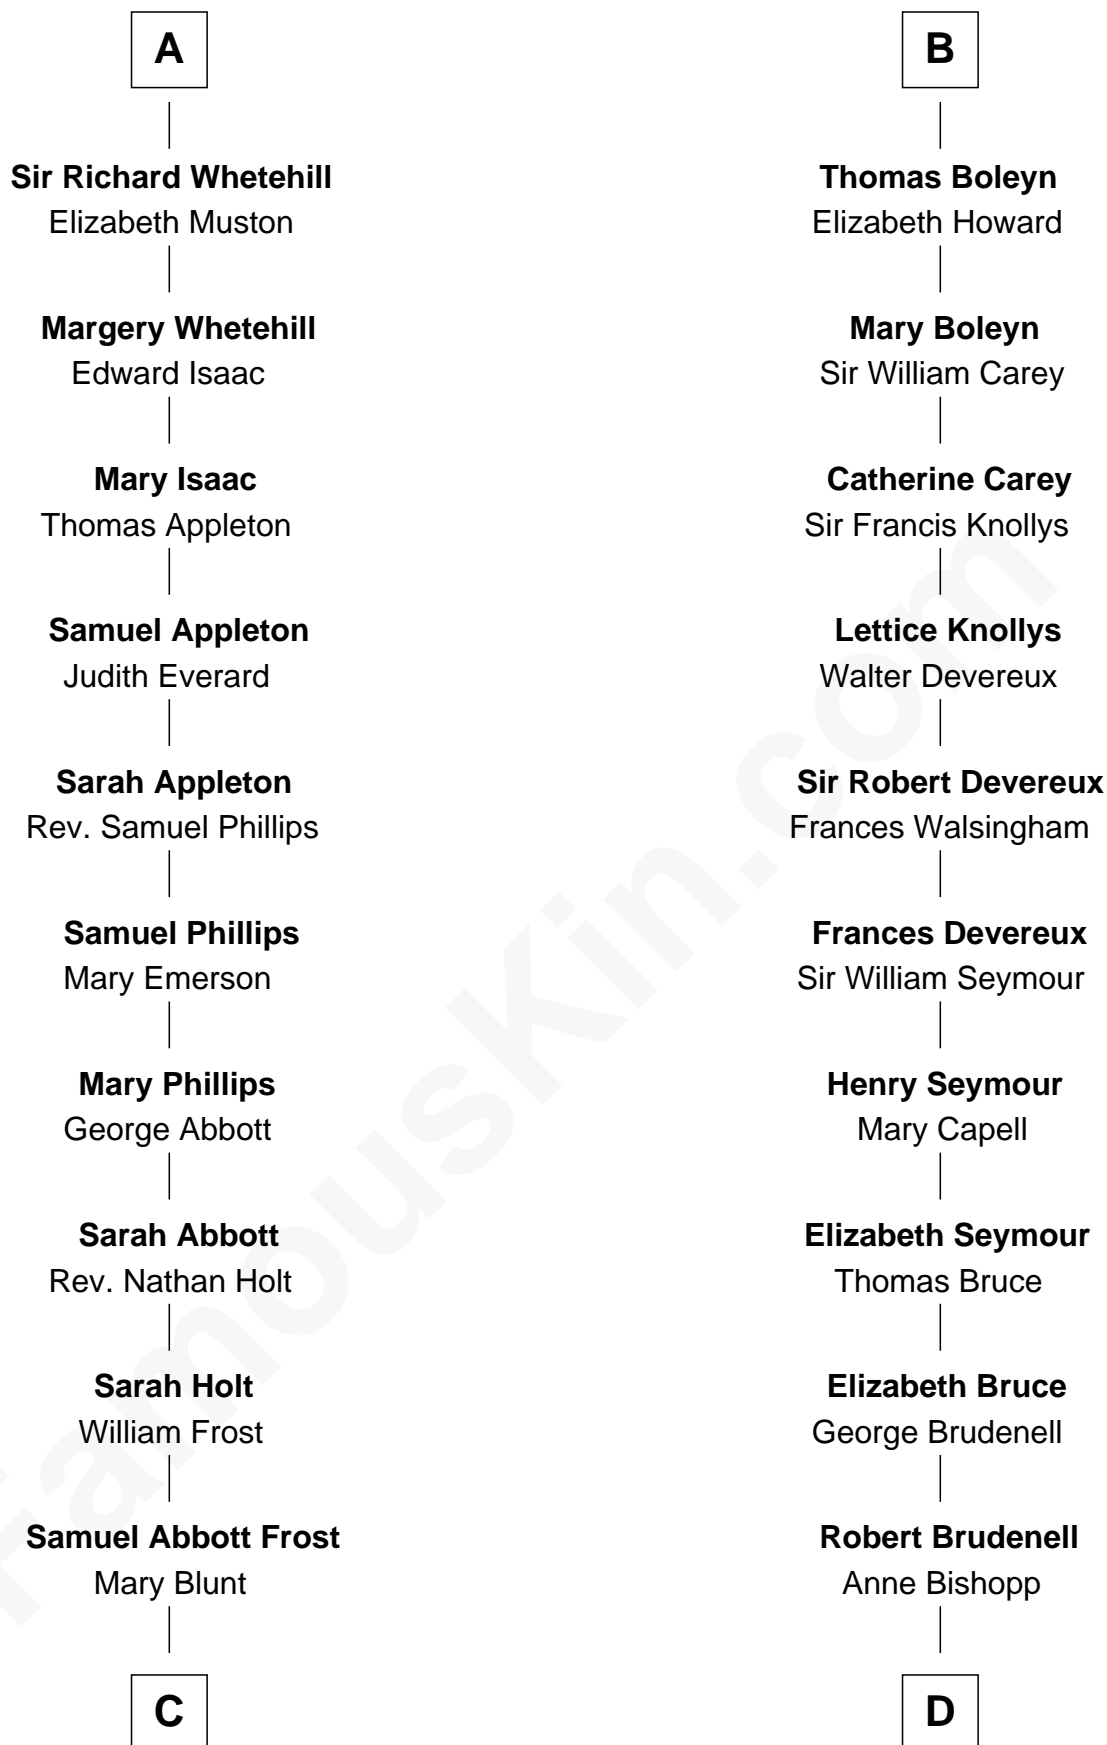 A
Sir Richard Whetehill
Elizabeth Muston
Margery Whetehill
Edward Isaac
Mary Isaac
Thomas Appleton
Samuel Appleton
Judith Everard
Sarah Appleton
Rev. Samuel Phillips
Samuel Phillips
Mary Emerson
Mary Phillips
George Abbott
Sarah Abbott
Rev. Nathan Holt
Sarah Holt
William Frost
Samuel Abbott Frost
Mary Blunt
C
B
Thomas Boleyn
Elizabeth Howard
Mary Boleyn
Sir William Carey
Catherine Carey
Sir Francis Knollys
Lettice Knollys
Walter Devereux
Sir Robert Devereux
Frances Walsingham
Frances Devereux
Sir William Seymour
Henry Seymour
Mary Capell
Elizabeth Seymour
Thomas Bruce
Elizabeth Bruce
George Brudenell
Robert Brudenell
Anne Bishopp
D
FamousKin.com